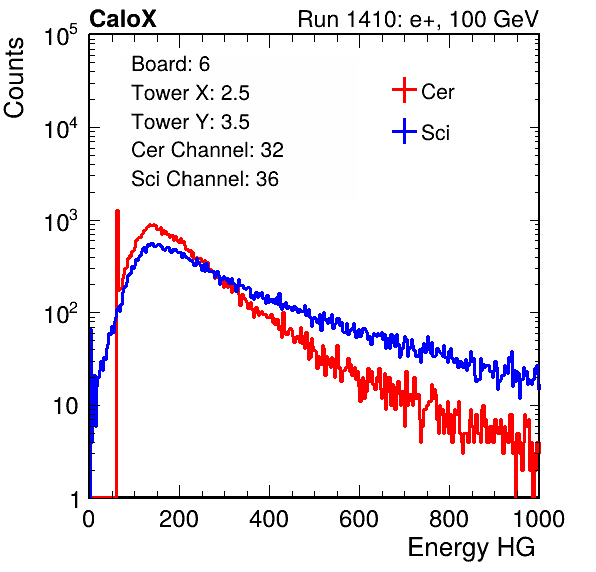 CaloX Run 1410: e+, 100 GeV
Counts
Board: 6
Tower X: 2.5
Tower Y: 3.5
Cer Channel: 32
Sci Channel: 36
Cer
Sci
10^5
10^4
10^3
10^2
10
1
0 200 400 600 800 1000
Energy HG